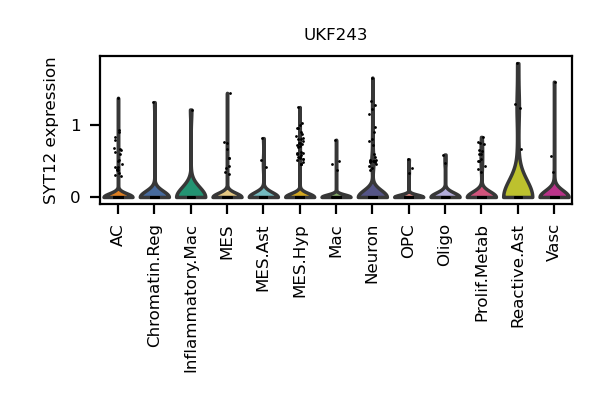 UKF243
SYT12 expression
1
0
AC
Chromatin.Reg
Inflammatory.Mac
MES
MES.Ast
MES.Hyp
Mac
Neuron
OPC
Oligo
Prolif.Metab
Reactive.Ast
Vasc